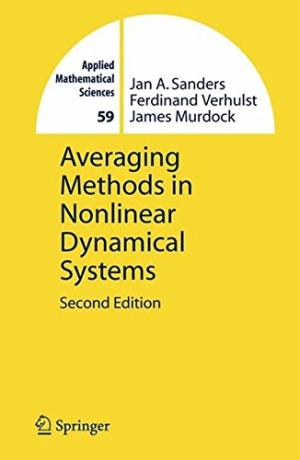 Applied
Mathematical
Sciences
59
Jan A. Sanders
Ferdinand Verhulst
James Murdock
Averaging
Methods in
Nonlinear
Dynamical
Systems
Second Edition
Springer